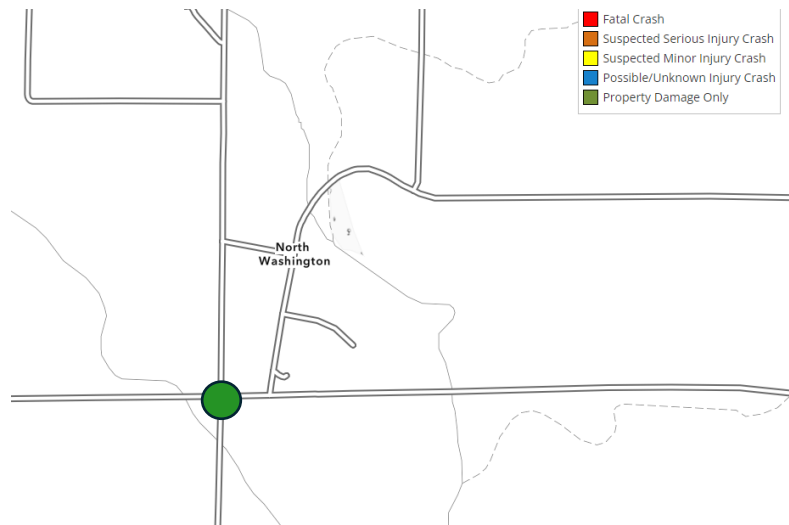 Fatal Crash
Suspected Serious Injury Crash
Suspected Minor Injury Crash
Possible/Unknown Injury Crash
Property Damage Only
North
Washington